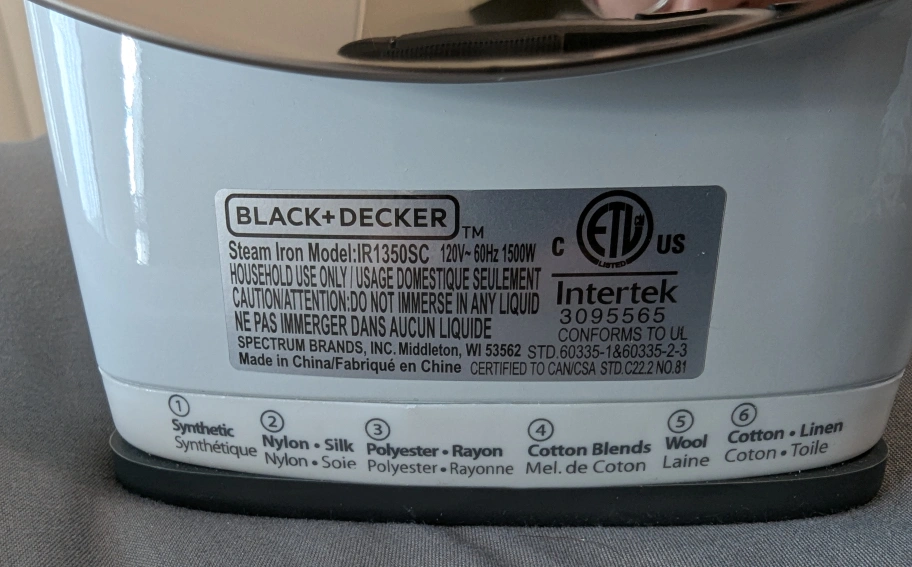 BLACK+DECKER TM
Steam Iron Model:IR1350SC 120V~ 60Hz 1500W
HOUSEHOLD USE ONLY / USAGE DOMESTIQUE SEULEMENT
CAUTION/ATTENTION:DO NOT IMMERSE IN ANY LIQUID
NE PAS IMMERGER DANS AUCUN LIQUIDE
SPECTRUM BRANDS, INC. Middleton, WI 53562
Made in China/Fabriqué en Chine
C ETL US
LISTED
Intertek
3095565
CONFORMS TO UL
STD.60335-1&60335-2-3
CERTIFIED TO CAN/CSA STD.C22.2 NO.81
1
Synthetic
Synthétique
2
Nylon • Silk
Nylon • Soie
3
Polyester • Rayon
Polyester • Rayonne
4
Cotton Blends
Mel. de Coton
5
Wool
Laine
6
Cotton • Linen
Coton • Toile